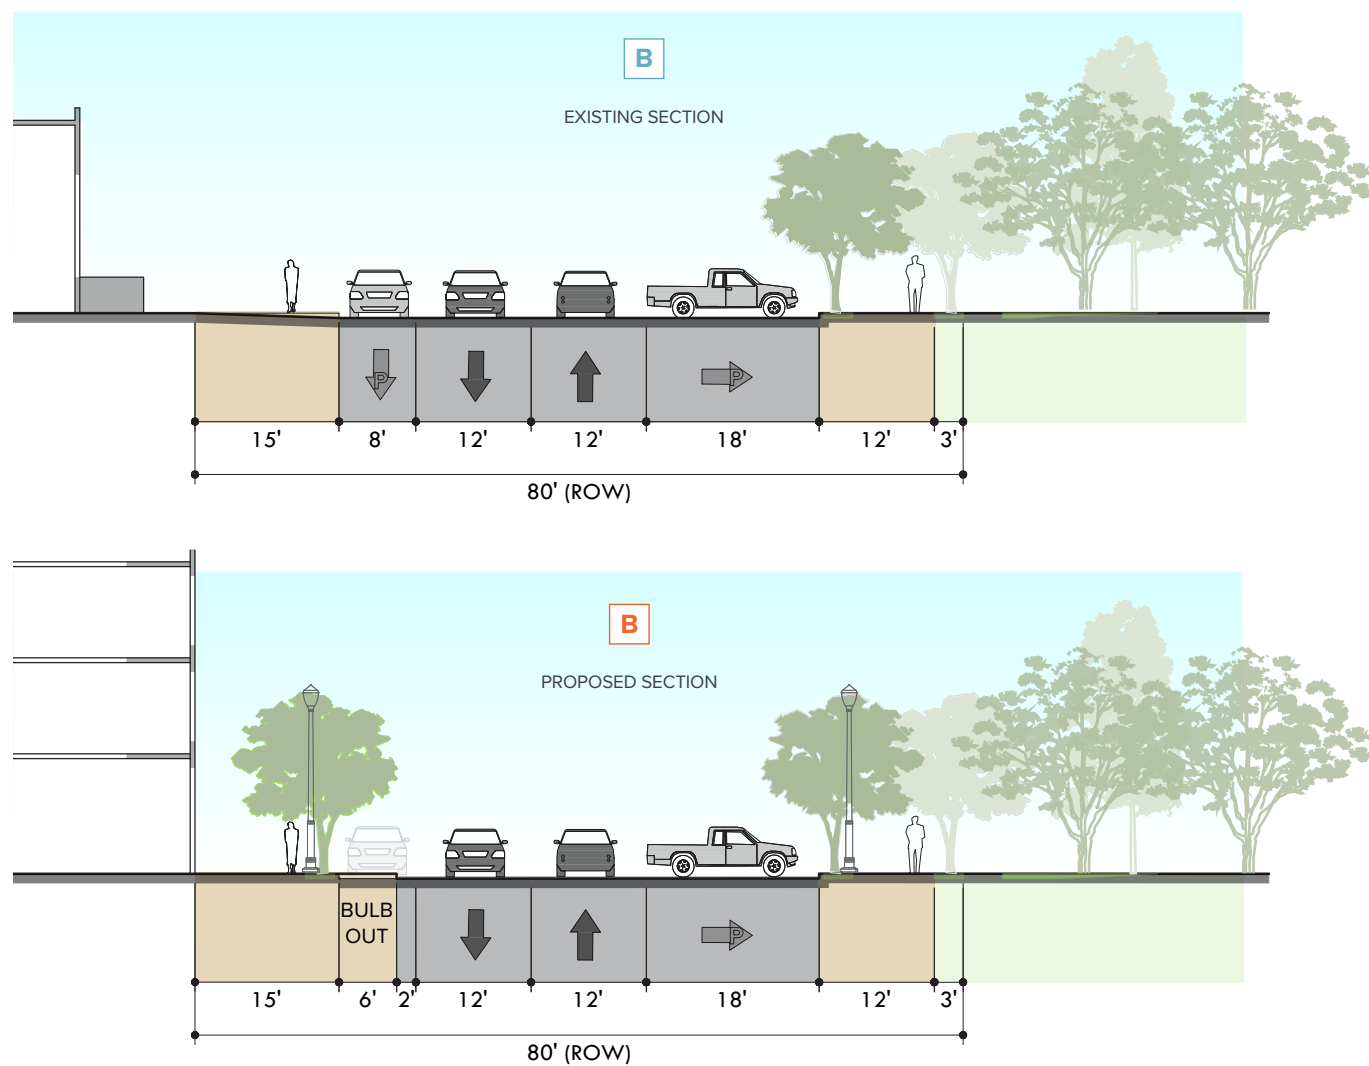 B
EXISTING SECTION
P
P
15' 8' 12' 12' 18' 12' 3'
80' (ROW)
B
PROPOSED SECTION
BULB
OUT
P
15' 6' 2' 12' 12' 18' 12' 3'
80' (ROW)